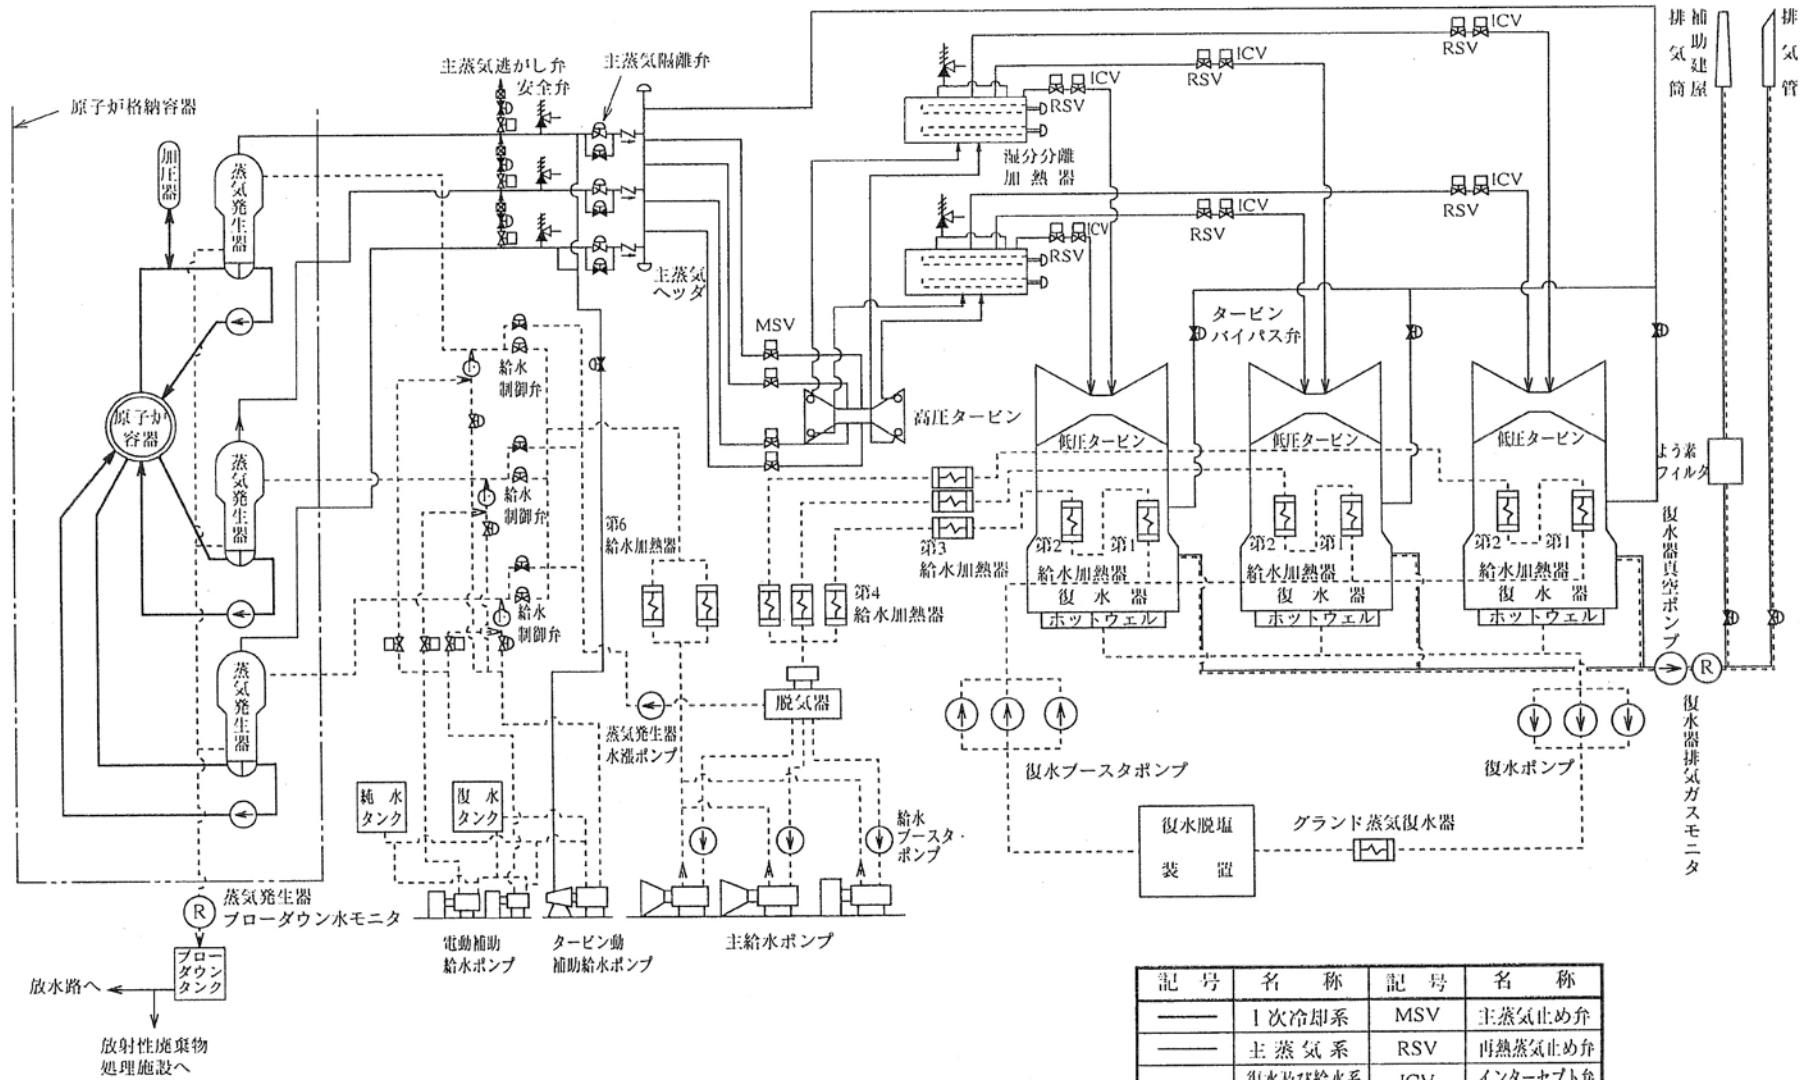 原子炉格納容器
加圧器
蒸気発生器
原子炉
容器
蒸気発生器
蒸気発生器
主蒸気逃がし弁
安全弁
主蒸気隔離弁
主蒸気
ヘッダ
MSV
高圧タービン
湿分分離
加熱器
RSV
ICV
RSV
ICV
RSV
ICV
RSV
ICV
RSV
ICV
RSV
ICV
タービン
バイパス弁
補助建屋
排気筒
排気管
よう素
フィルタ
給水
制御弁
給水
制御弁
給水
制御弁
第6
給水加熱器
第4
給水加熱器
第3
給水加熱器
低圧タービン
第2
第1
給水加熱器
復水器
ホットウェル
低圧タービン
第2
第1
給水加熱器
復水器
ホットウェル
低圧タービン
第2
第1
給水加熱器
復水器
ホットウェル
復水器真空ポンプ
R
復水器排気ガスモニタ
脱気器
蒸気発生器
水漲ポンプ
復水ブースタポンプ
復水ポンプ
復水脱塩
装置
グランド蒸気復水器
純水
タンク
復水
タンク
給水
ブースタ
ポンプ
R
蒸気発生器
ブローダウン水モニタ
ブロー
ダウン
タンク
放水路へ
放射性廃棄物
処理施設へ
電動補助
給水ポンプ
タービン動
補助給水ポンプ
主給水ポンプ
記号 名称 記号 名称
1次冷却系 MSV 主蒸気止め弁
主蒸気系 RSV 再熱蒸気止め弁
復水及び給水系 ICV インターセプト弁